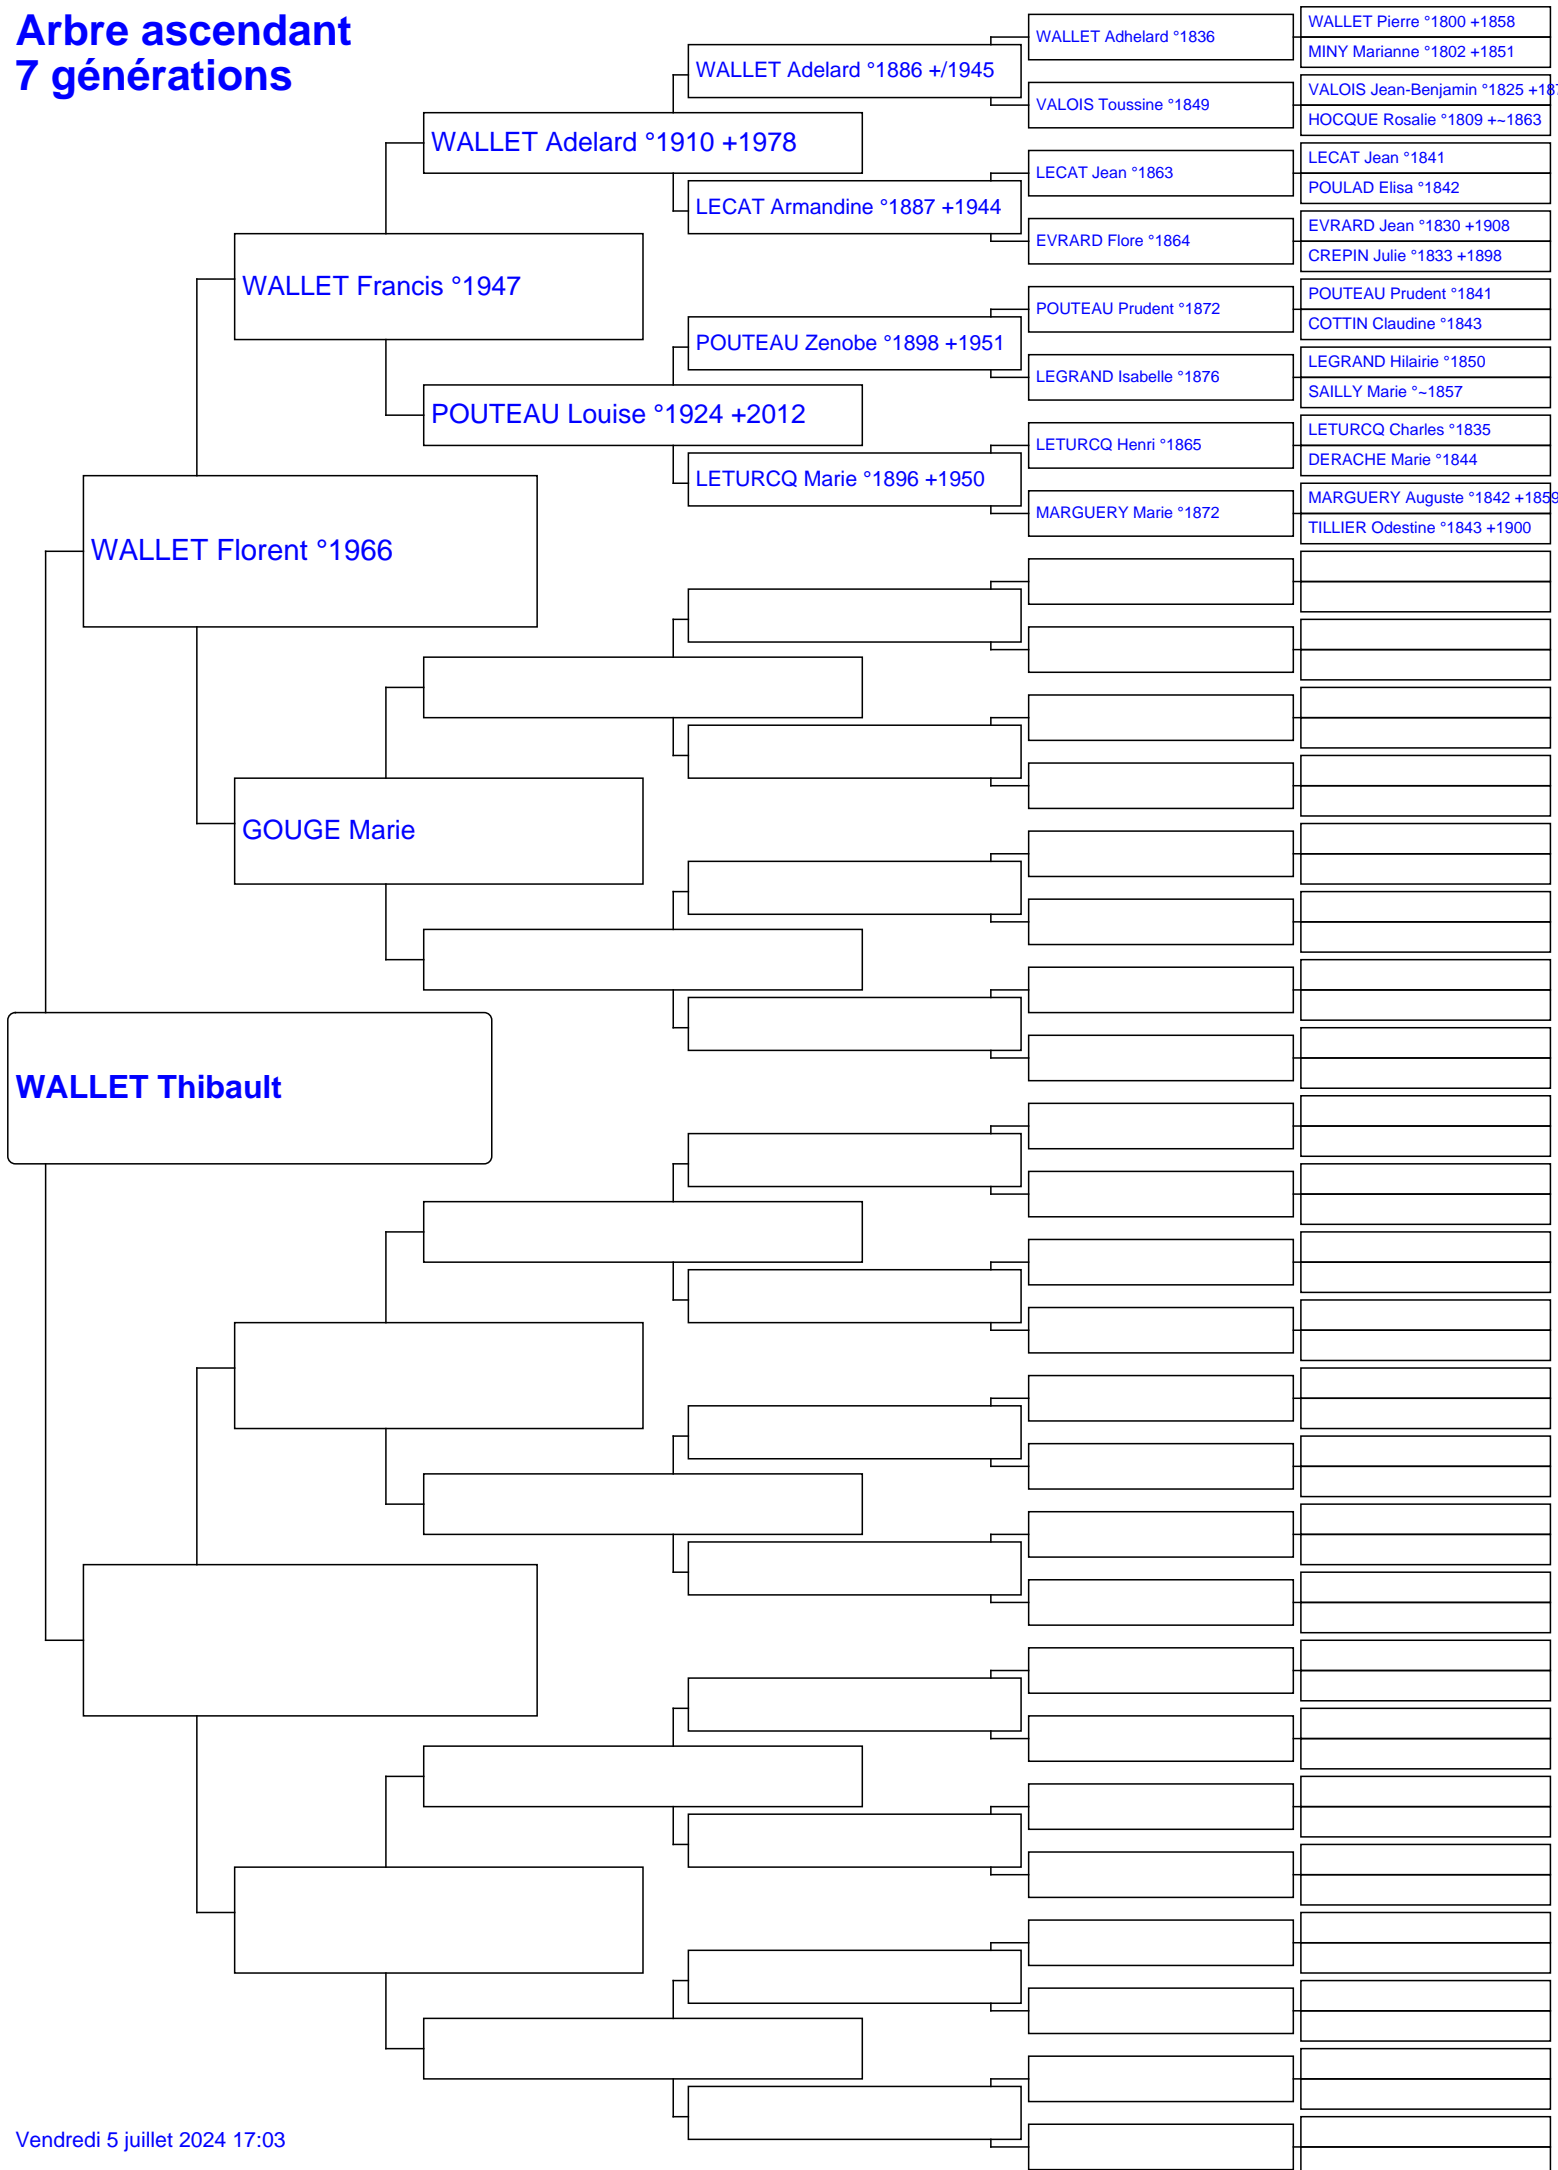 Arbre ascendant
7 générations
WALLET Thibault
WALLET Florent °1966
WALLET Francis °1947
GOUGE Marie
WALLET Adelard °1910 +1978
POUTEAU Louise °1924 +2012
WALLET Adelard °1886 +/1945
LECAT Armandine °1887 +1944
POUTEAU Zenobe °1898 +1951
LETURCQ Marie °1896 +1950
WALLET Adhelard °1836
VALOIS Toussine °1849
LECAT Jean °1863
EVRARD Flore °1864
POUTEAU Prudent °1872
LEGRAND Isabelle °1876
LETURCQ Henri °1865
MARGUERY Marie °1872
WALLET Pierre °1800 +1858
MINY Marianne °1802 +1851
VALOIS Jean-Benjamin °1825
HOCQUE Rosalie °1809 +~1863
LECAT Jean °1841
POULAD Elisa °1842
EVRARD Jean °1830 +1908
CREPIN Julie °1833 +1898
POUTEAU Prudent °1841
COTTIN Claudine °1843
LEGRAND Hilairie °1850
SAILLY Marie °~1857
LETURCQ Charles °1835
DERACHE Marie °1844
MARGUERY Auguste °1842 +1859
TILLIER Odestine °1843 +1900
Vendredi 5 juillet 2024 17:03